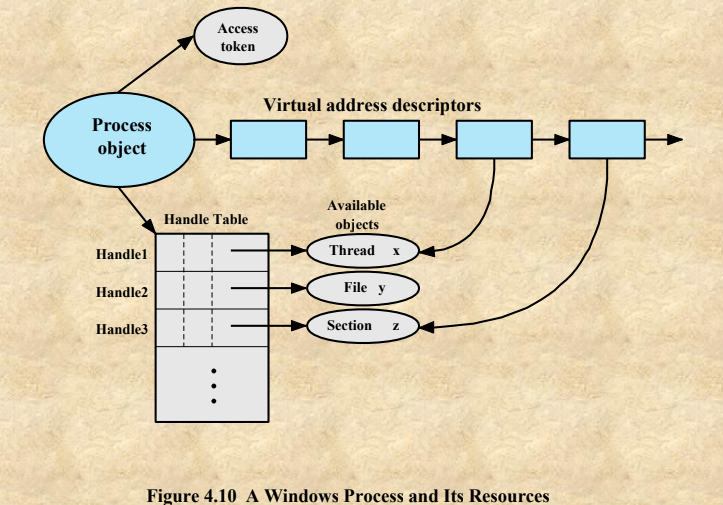 Access
token
Virtual address descriptors
Process
object
Available
objects
Handle Table
Handle1
Thread x
Handle2
File y
Handle3
Section z
Figure 4.10 A Windows Process and Its Resources